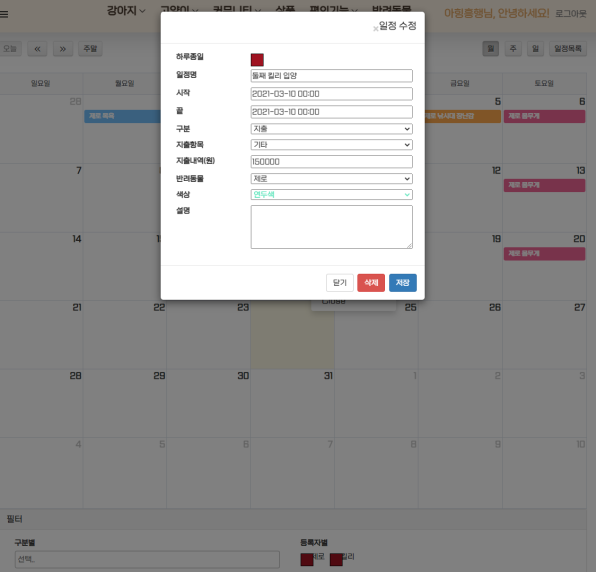 강아지 고양이 커뮤니티 상품 편의기능 반려동물 아힝흥행님, 안녕하세요! 로그아웃
×일정 수정
하루종일
일정명 둘째 킬리 입양
시작 2021-03-10 00:00
끝 2021-03-10 00:00
구분 지출
지출항목 기타
지출내역(원) 150000
반려동물 제로
색상 연두색
설명
닫기 삭제 저장
Close
오늘 « » 주말 월 주 일 일정목록
일요일 월요일 금요일 토요일
28 5 6
제로 목욕 제로 낚시대 장난감 제로 몸무게
7 12 13
제로 몸무게
14 19 20
제로 몸무게
21 22 23 25 26 27
28 29 30 31 1 2 3
4 5 6 7 8 9 10
필터
구분별 등록자별
선택.. 제로 킬리